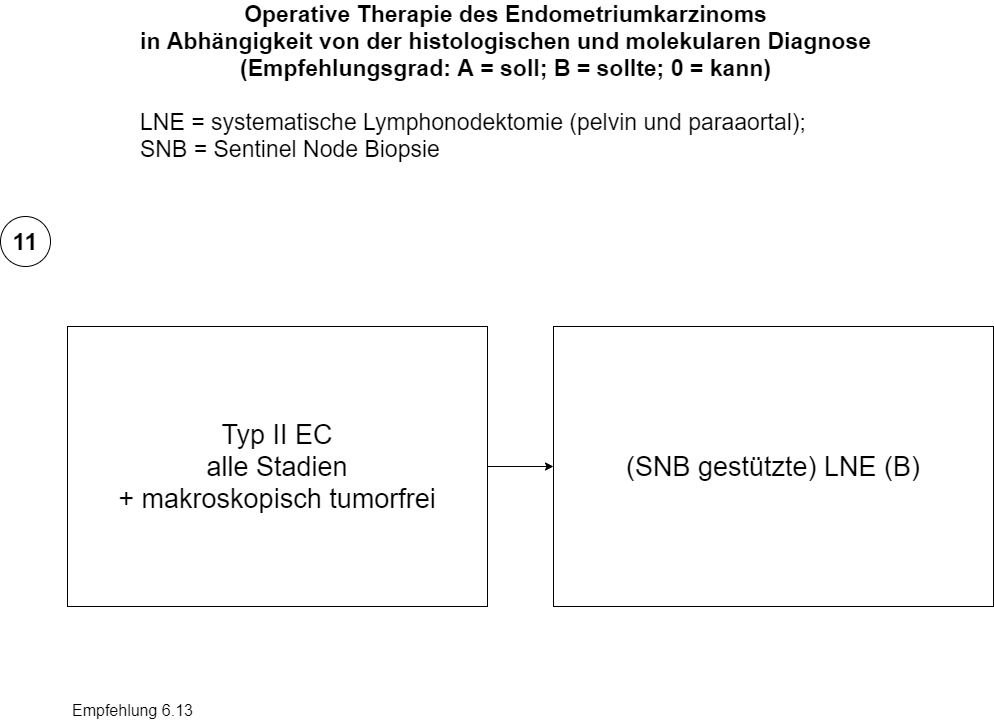 Operative Therapie des Endometriumkarzinoms
in Abhängigkeit von der histologischen und molekularen Diagnose
(Empfehlungsgrad: A = soll; B = sollte; 0 = kann)
LNE = systematische Lymphonodektomie (pelvin und paraaortal);
SNB = Sentinel Node Biopsie
11
Typ II EC
alle Stadien
+ makroskopisch tumorfrei
(SNB gestützte) LNE (B)
Empfehlung 6.13